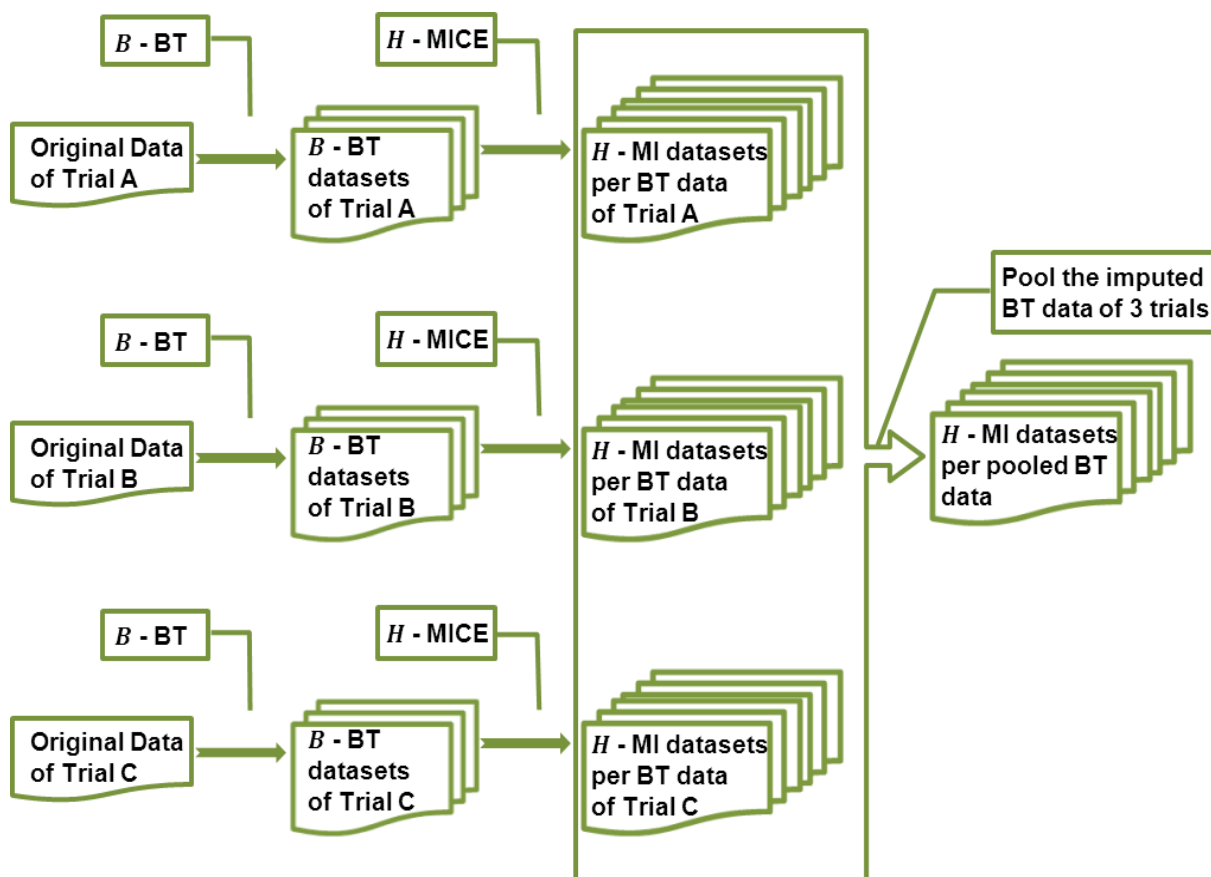 B - BT
H - MICE
Original Data
of Trial A
B - BT
datasets
of Trial A
H - MI datasets
per BT data
of Trial A
Pool the imputed
BT data of 3 trials
B - BT
H - MICE
Original Data
of Trial B
B - BT
datasets
of Trial B
H - MI datasets
per BT data
of Trial B
H - MI datasets
per pooled BT
data
B - BT
H - MICE
Original Data
of Trial C
B - BT
datasets
of Trial C
H - MI datasets
per BT data
of Trial C